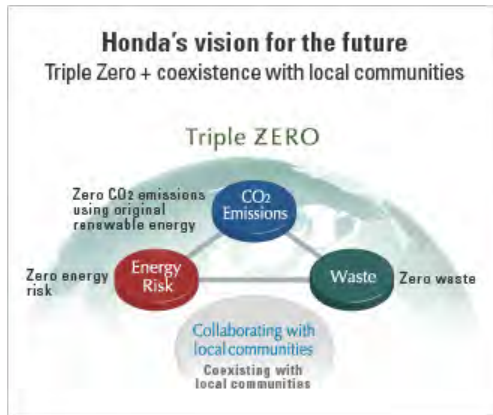 Honda's vision for the future
Triple Zero + coexistence with local communities
Triple ZERO
Zero CO2 emissions
using original
renewable energy
CO2
Emissions
Zero energy
risk
Energy
Risk
Waste
Zero waste
Collaborating with
local communities
Coexisting with
local communities